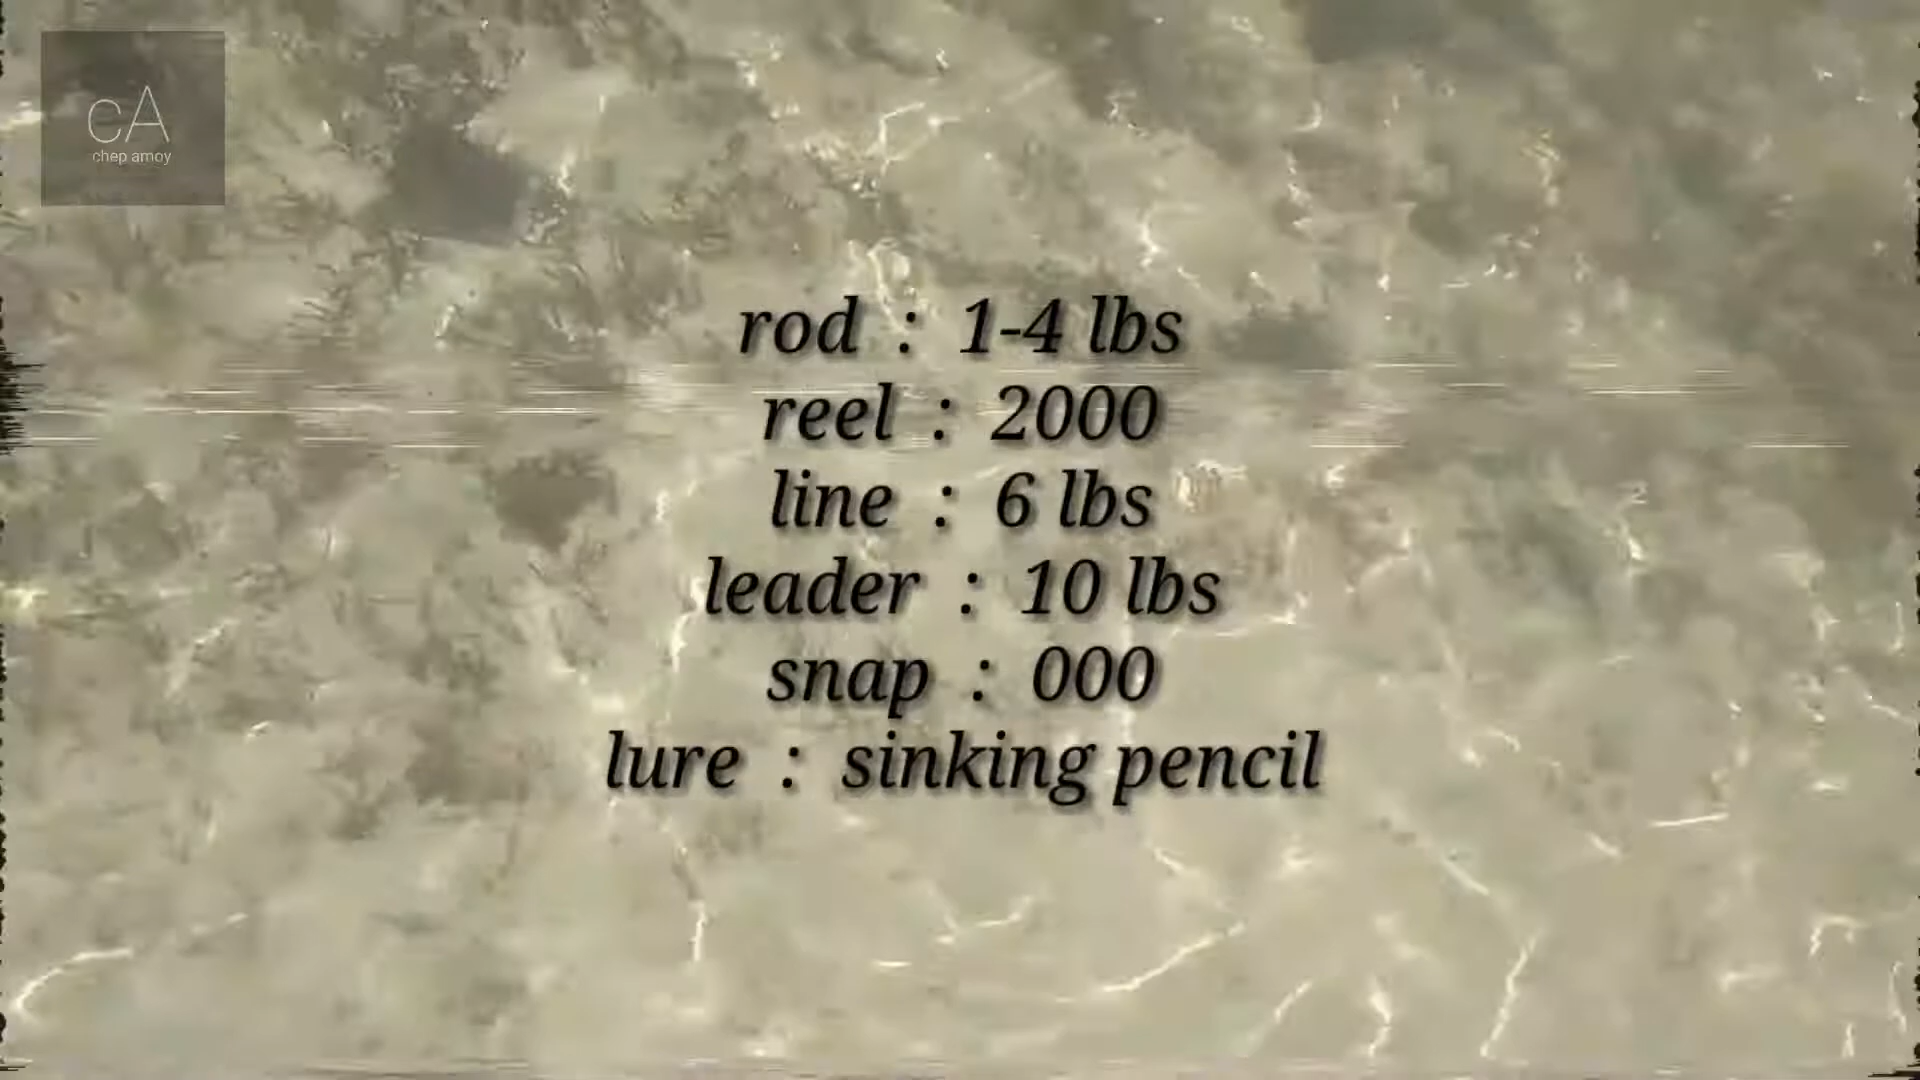 cA
chep amoy
rod : 1-4 lbs
reel : 2000
line : 6 lbs
leader : 10 lbs
snap : 000
lure : sinking pencil